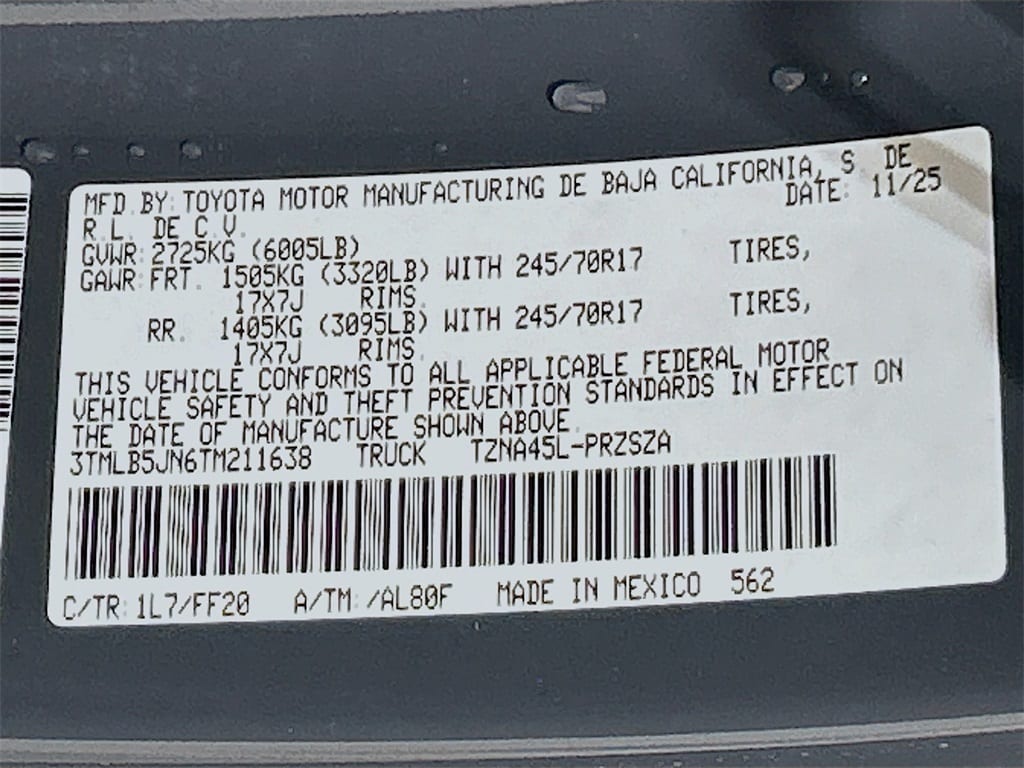 MFD. BY: TOYOTA MOTOR MANUFACTURING DE BAJA CALIFORNIA, S. DE
R.L. DE C.V. DATE: 11/25
GVWR: 2725KG (6005LB)
GAWR: FRT. 1505KG (3320LB) WITH 245/70R17 TIRES,
17X7J RIMS.
RR. 1405KG (3095LB) WITH 245/70R17 TIRES,
17X7J RIMS.
THIS VEHICLE CONFORMS TO ALL APPLICABLE FEDERAL MOTOR
VEHICLE SAFETY AND THEFT PREVENTION STANDARDS IN EFFECT ON
THE DATE OF MANUFACTURE SHOWN ABOVE.
3TMLB5JN6TM211638 TRUCK TZNA45L-PRZSZA
C/TR: 1L7/FF20 A/TM: /AL80F MADE IN MEXICO 562